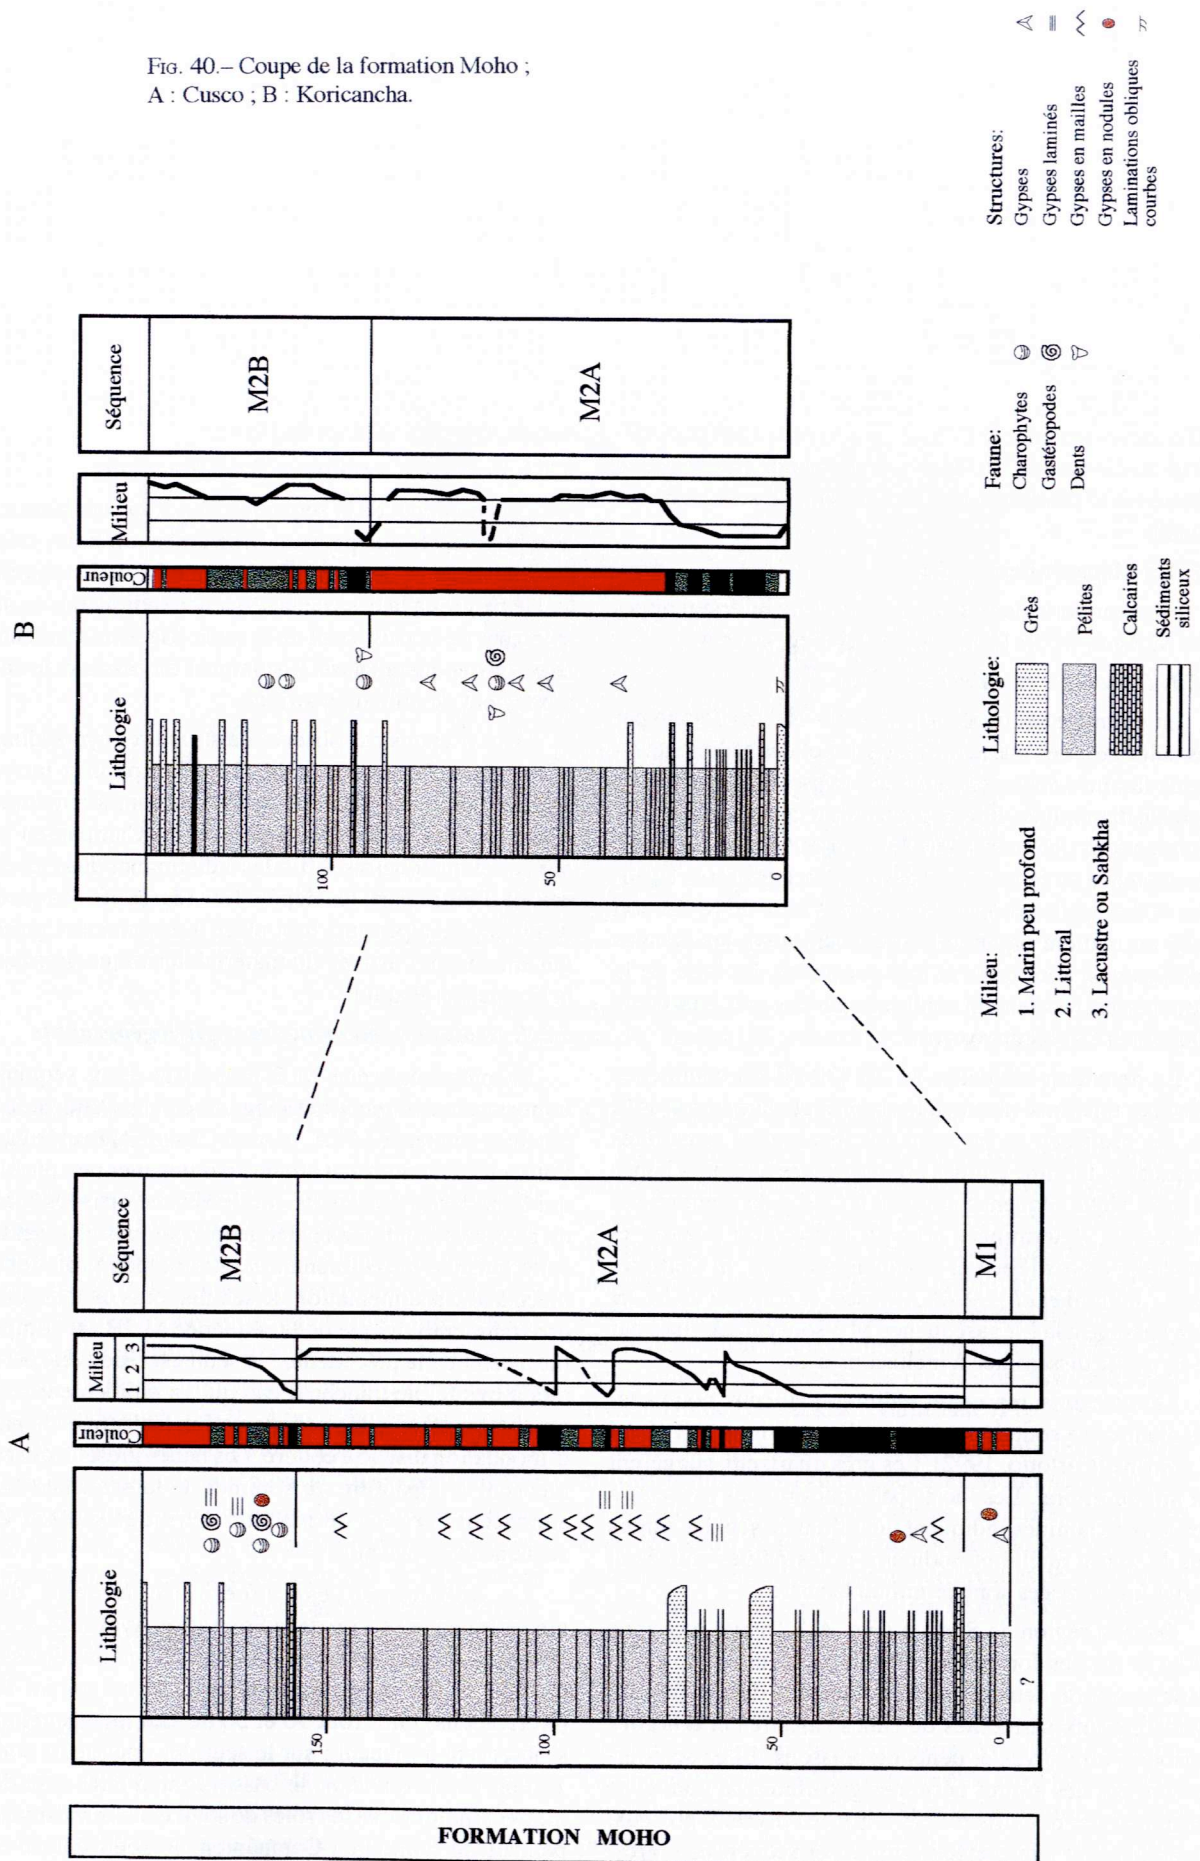 FIG. 40.– Coupe de la formation Moho ;
A : Cusco ; B : Koricancha.
FORMATION MOHO
A
Lithologie
Couleur
Milieu
1 2 3
Séquence
150
100
50
0
?
M2B
M2A
M1
B
Lithologie
Couleur
Milieu
Séquence
100
50
0
M2B
M2A
Milieu:
1. Marin peu profond
2. Littoral
3. Lacustre ou Sabkha
Lithologie:
Grès
Pélites
Calcaires
Sédiments
siliceux
Faune:
Charophytes
Gastéropodes
Dents
Structures:
Gypses
Gypses laminés
Gypses en mailles
Gypses en nodules
Laminations obliques
courbes